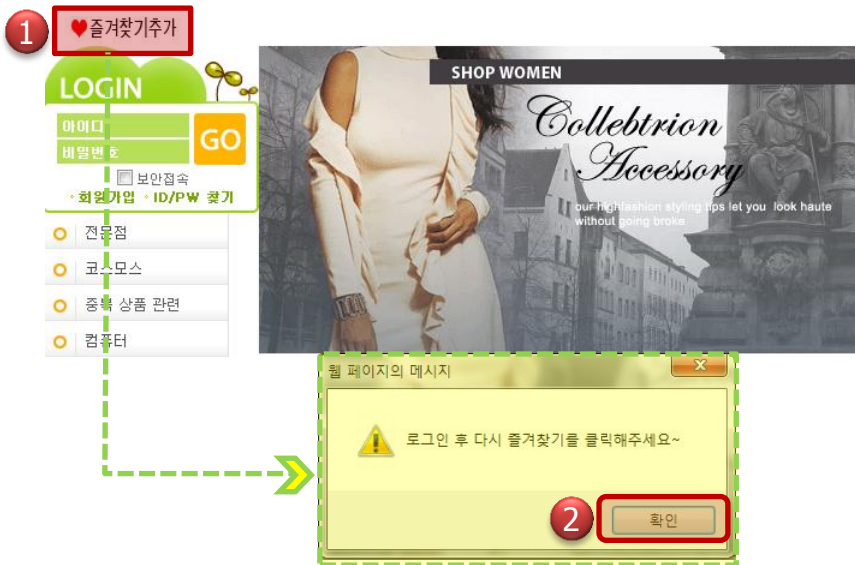 1
♥즐겨찾기추가
LOGIN
아이디
비밀번호
GO
보안접속
· 회원가입 · ID/PW 찾기
전문점
코스모스
중복 상품 관련
컴퓨터
SHOP WOMEN
Collebtrion
Accessory
our highfashion styling tips let you look haute
without going broke
웹 페이지의 메시지
로그인 후 다시 즐겨찾기를 클릭해주세요~
2
확인